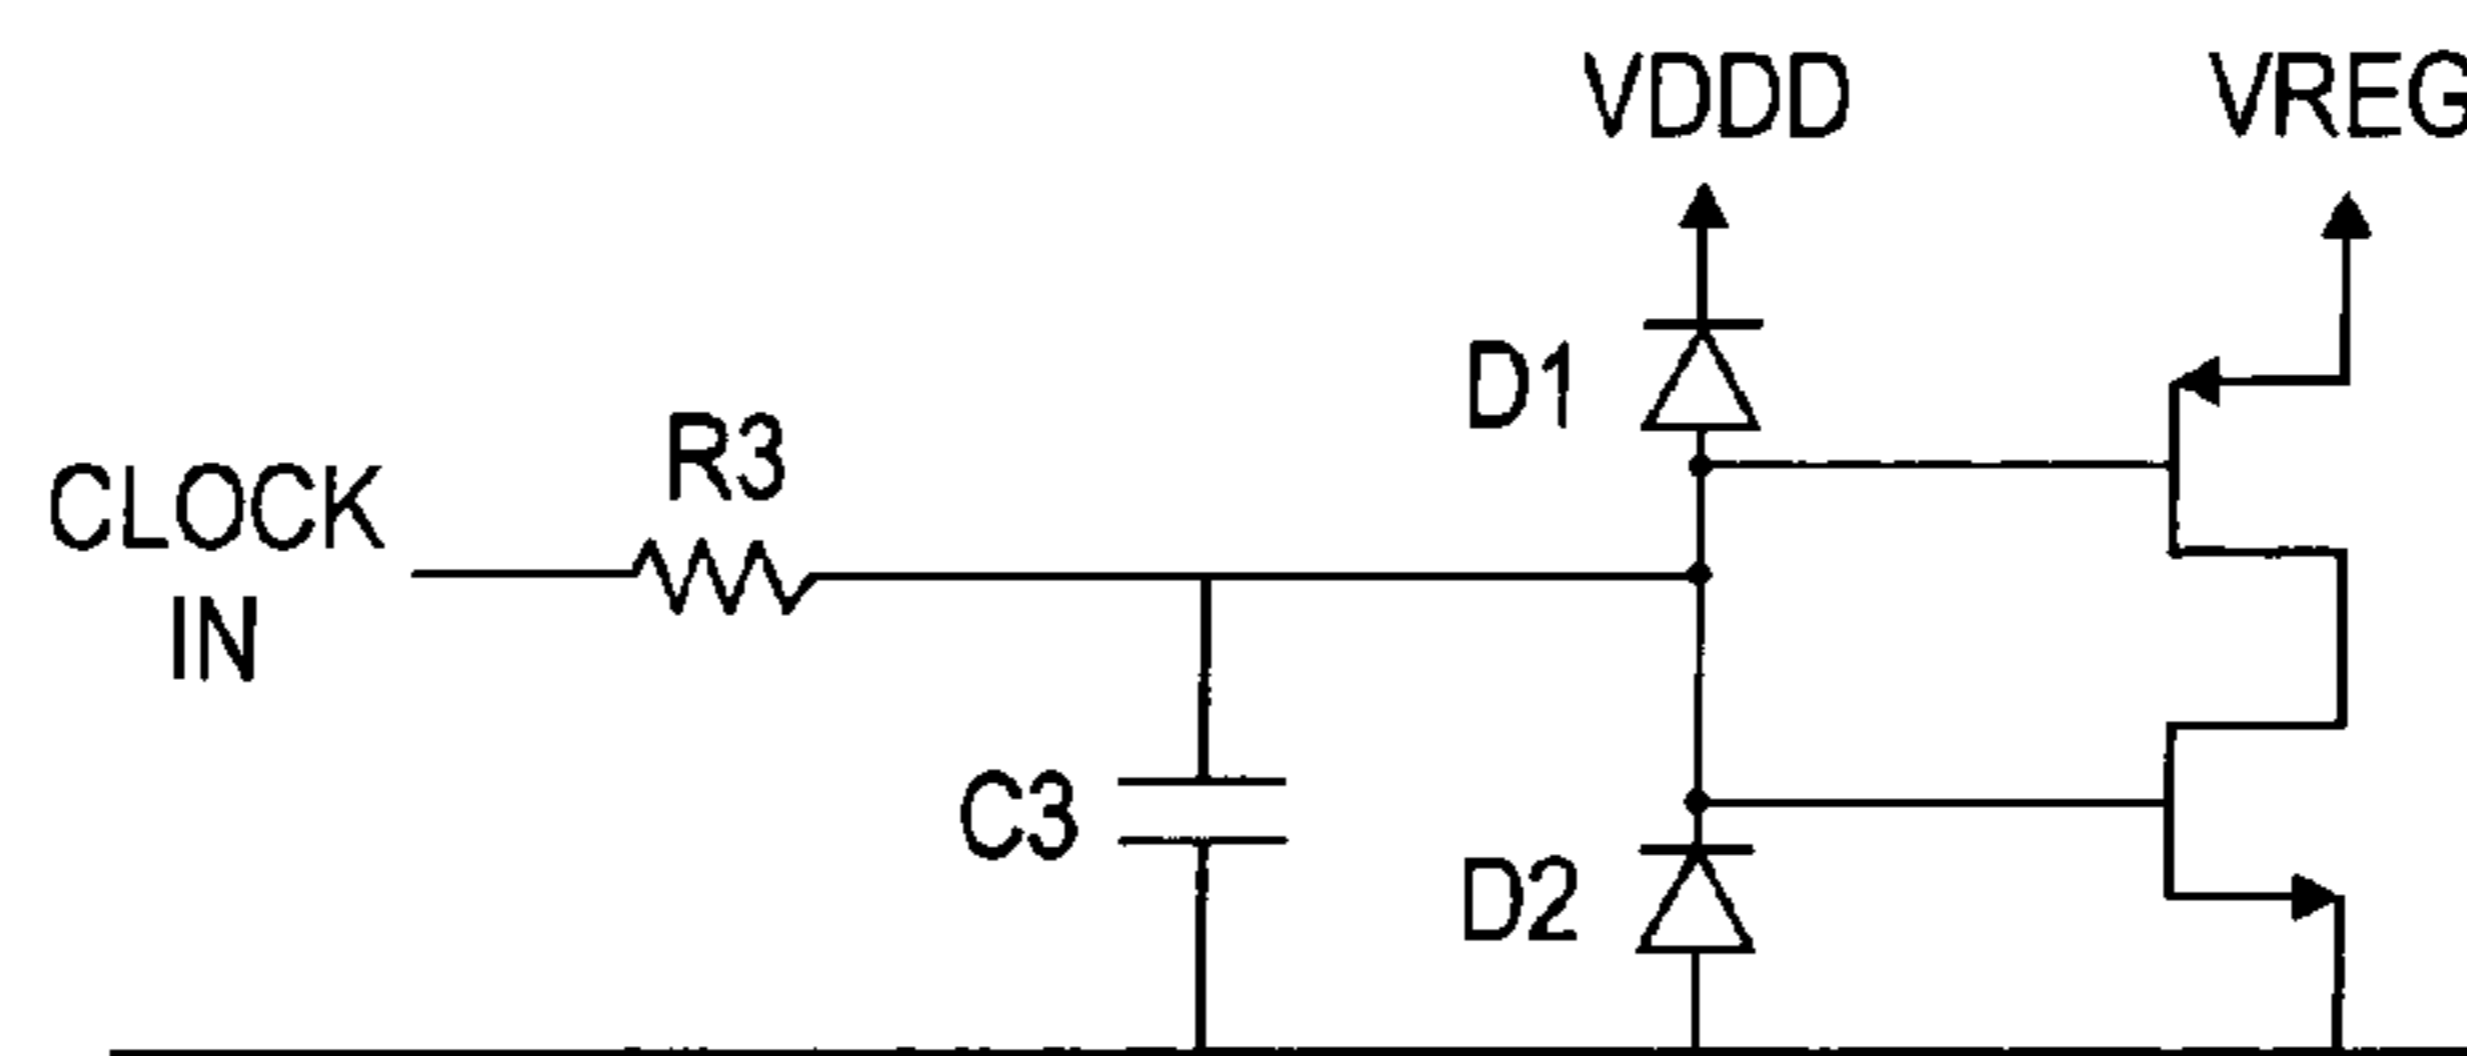 VDDD
VREG
D1
R3
CLOCK
IN
C3
D2